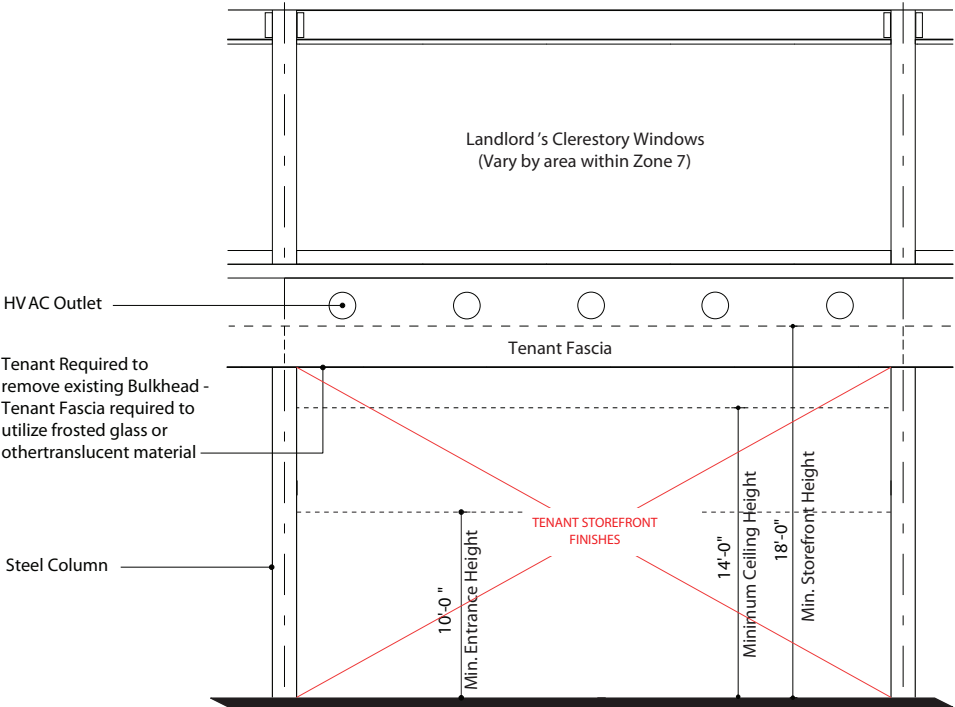 Landlord's Clerestory Windows
(Vary by area within Zone 7)
HVAC Outlet
Tenant Fascia
Tenant Required to
remove existing Bulkhead -
Tenant Fascia required to
utilize frosted glass or
othertranslucent material
TENANT STOREFRONT
FINISHES
Steel Column
10'-0"
Min. Entrance Height
14'-0"
Minimum Ceiling Height
18'-0"
Min. Storefront Height